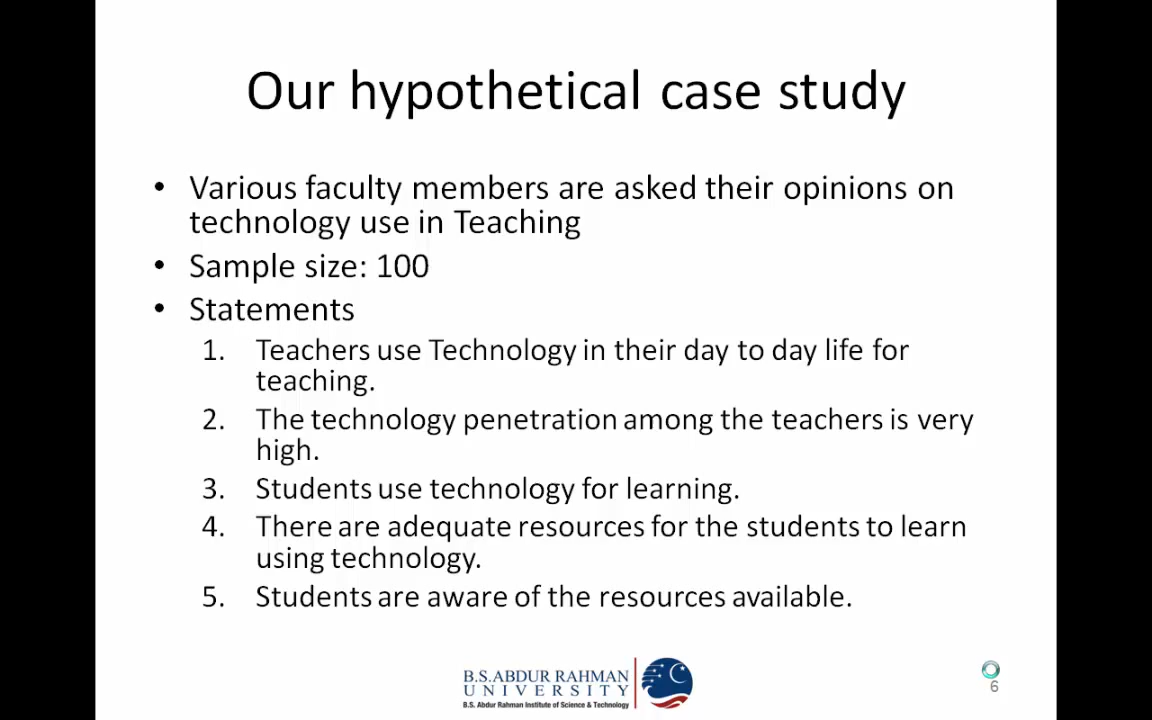 Our hypothetical case study
• Various faculty members are asked their opinions on
technology use in Teaching
• Sample size: 100
• Statements
1. Teachers use Technology in their day to day life for
teaching.
2. The technology penetration among the teachers is very
high.
3. Students use technology for learning.
4. There are adequate resources for the students to learn
using technology.
5. Students are aware of the resources available.
B.S.ABDUR RAHMAN
UNIVERSITY
B.S. Abdur Rahman Institute of Science & Technology
6